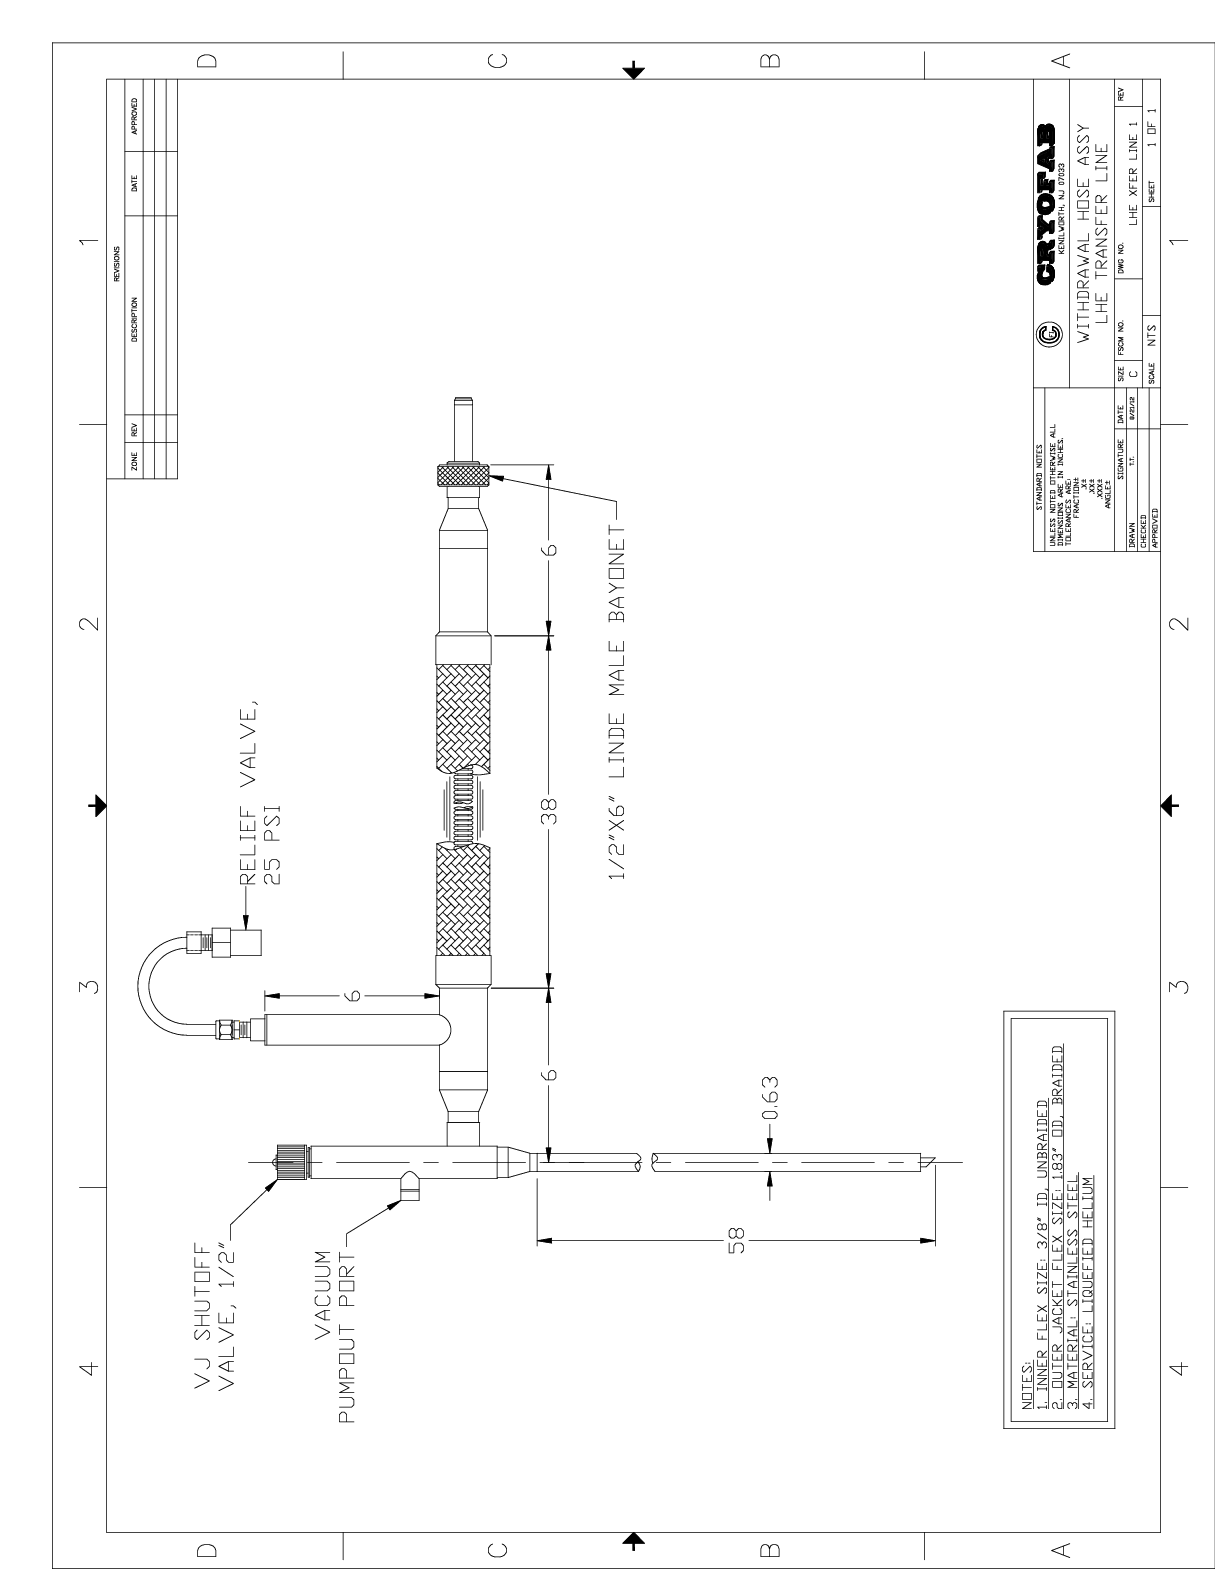 D
C
B
A
1
2
3
4
REVISIONS
ZONE REV DESCRIPTION DATE APPROVED
VJ SHUTOFF
VALVE, 1/2"
VACUUM
PUMPOUT PORT
RELIEF VALVE,
25 PSI
6
6
38
6
58
0.63
1/2"X6" LINDE MALE BAYONET
NOTES:
1. INNER FLEX SIZE: 3/8" ID, UNBRAIDED
2. OUTER JACKET FLEX SIZE: 1.83" OD, BRAIDED
3. MATERIAL: STAINLESS STEEL
4. SERVICE: LIQUEFIED HELIUM
STANDARD NOTES
UNLESS NOTED OTHERWISE ALL
DIMENSIONS ARE IN INCHES.
TOLERANCES ARE:
FRACTION±
.X±
.XX±
.XXX±
ANGLE±
SIGNATURE DATE
DRAWN T.T. 8/21/12
CHECKED
APPROVED
CRYOFAB
KENILWORTH, NJ 07033
WITHDRAWAL HOSE ASSY
LHE TRANSFER LINE
SIZE FSCM NO. DWG NO. REV
C LHE XFER LINE 1
SCALE NTS SHEET 1 OF 1
D
C
B
A
1
2
3
4